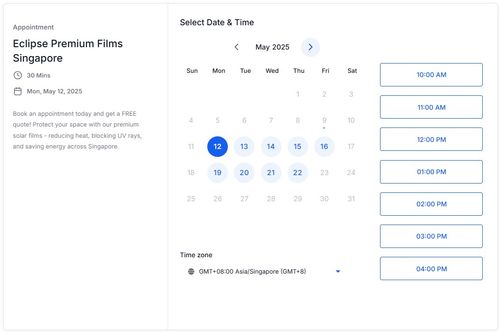 Appointment
Eclipse Premium Films
Singapore
30 Mins
Mon, May 12, 2025
Book an appointment today and get a FREE
quote! Protect your space with our premium
solar films - reducing heat, blocking UV rays,
and saving energy across Singapore
Select Date & Time
May 2025
Sun Mon Tue Wed Thu Fri Sat
1 2 3
4 5 6 7 8 9 10
11 12 13 14 15 16 17
18 19 20 21 22 23 24
25 26 27 28 29 30 31
Time zone
GMT+08:00 Asia/Singapore (GMT+8)
10:00 AM
11:00 AM
12:00 PM
01:00 PM
02:00 PM
03:00 PM
04:00 PM